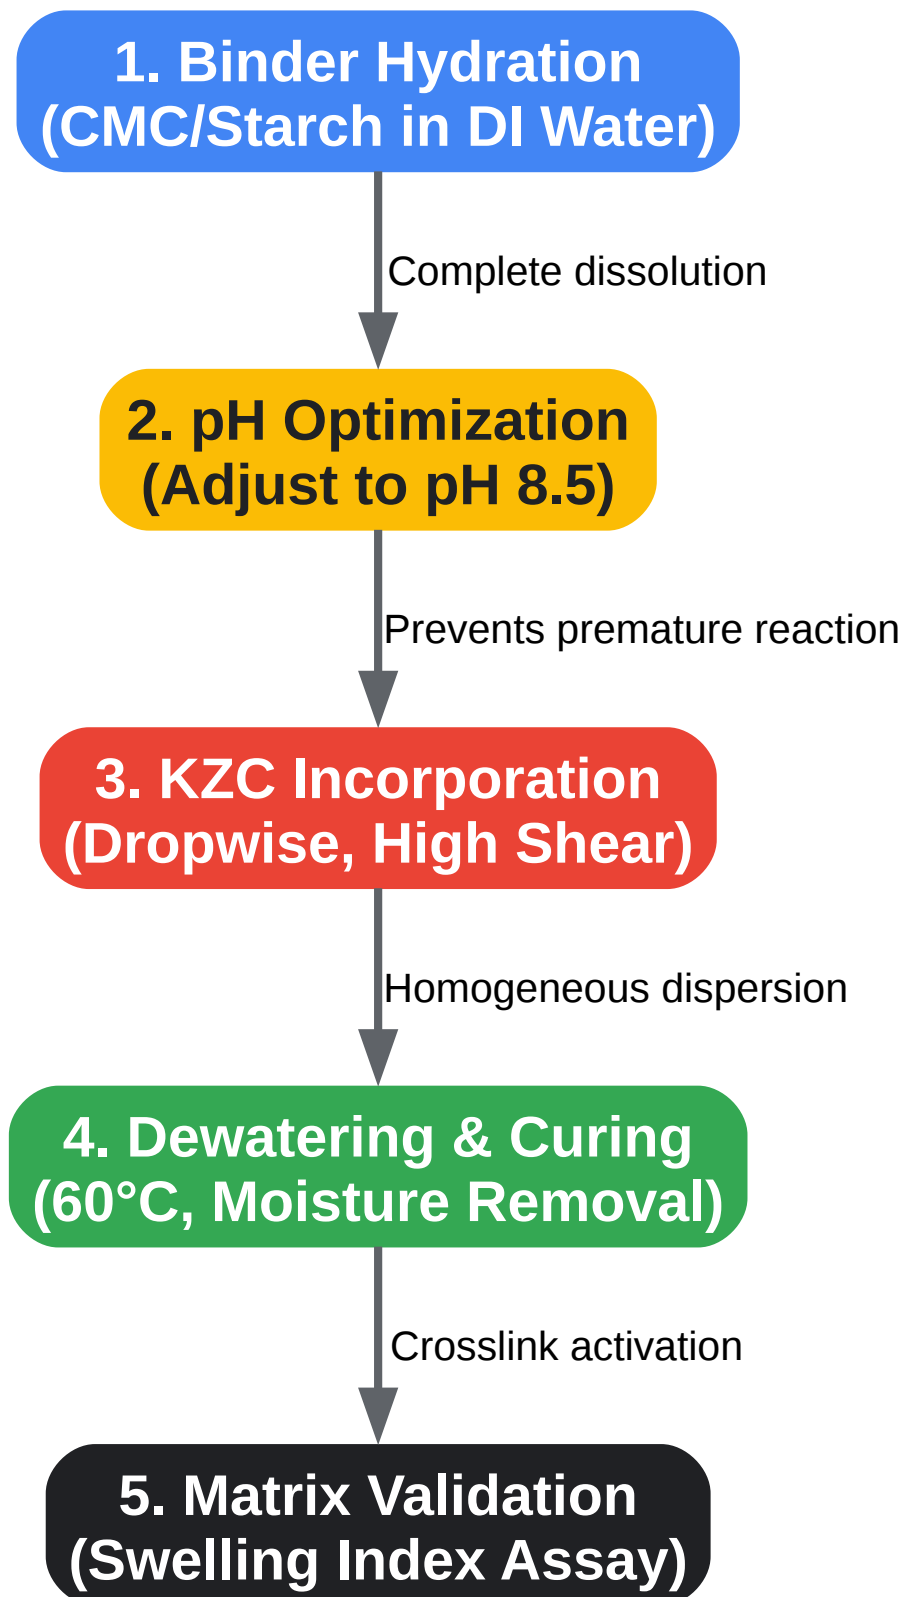 1. Binder Hydration
(CMC/Starch in DI Water)
Complete dissolution
2. pH Optimization
(Adjust to pH 8.5)
Prevents premature reaction
3. KZC Incorporation
(Dropwise, High Shear)
Homogeneous dispersion
4. Dewatering & Curing
(60°C, Moisture Removal)
Crosslink activation
5. Matrix Validation
(Swelling Index Assay)